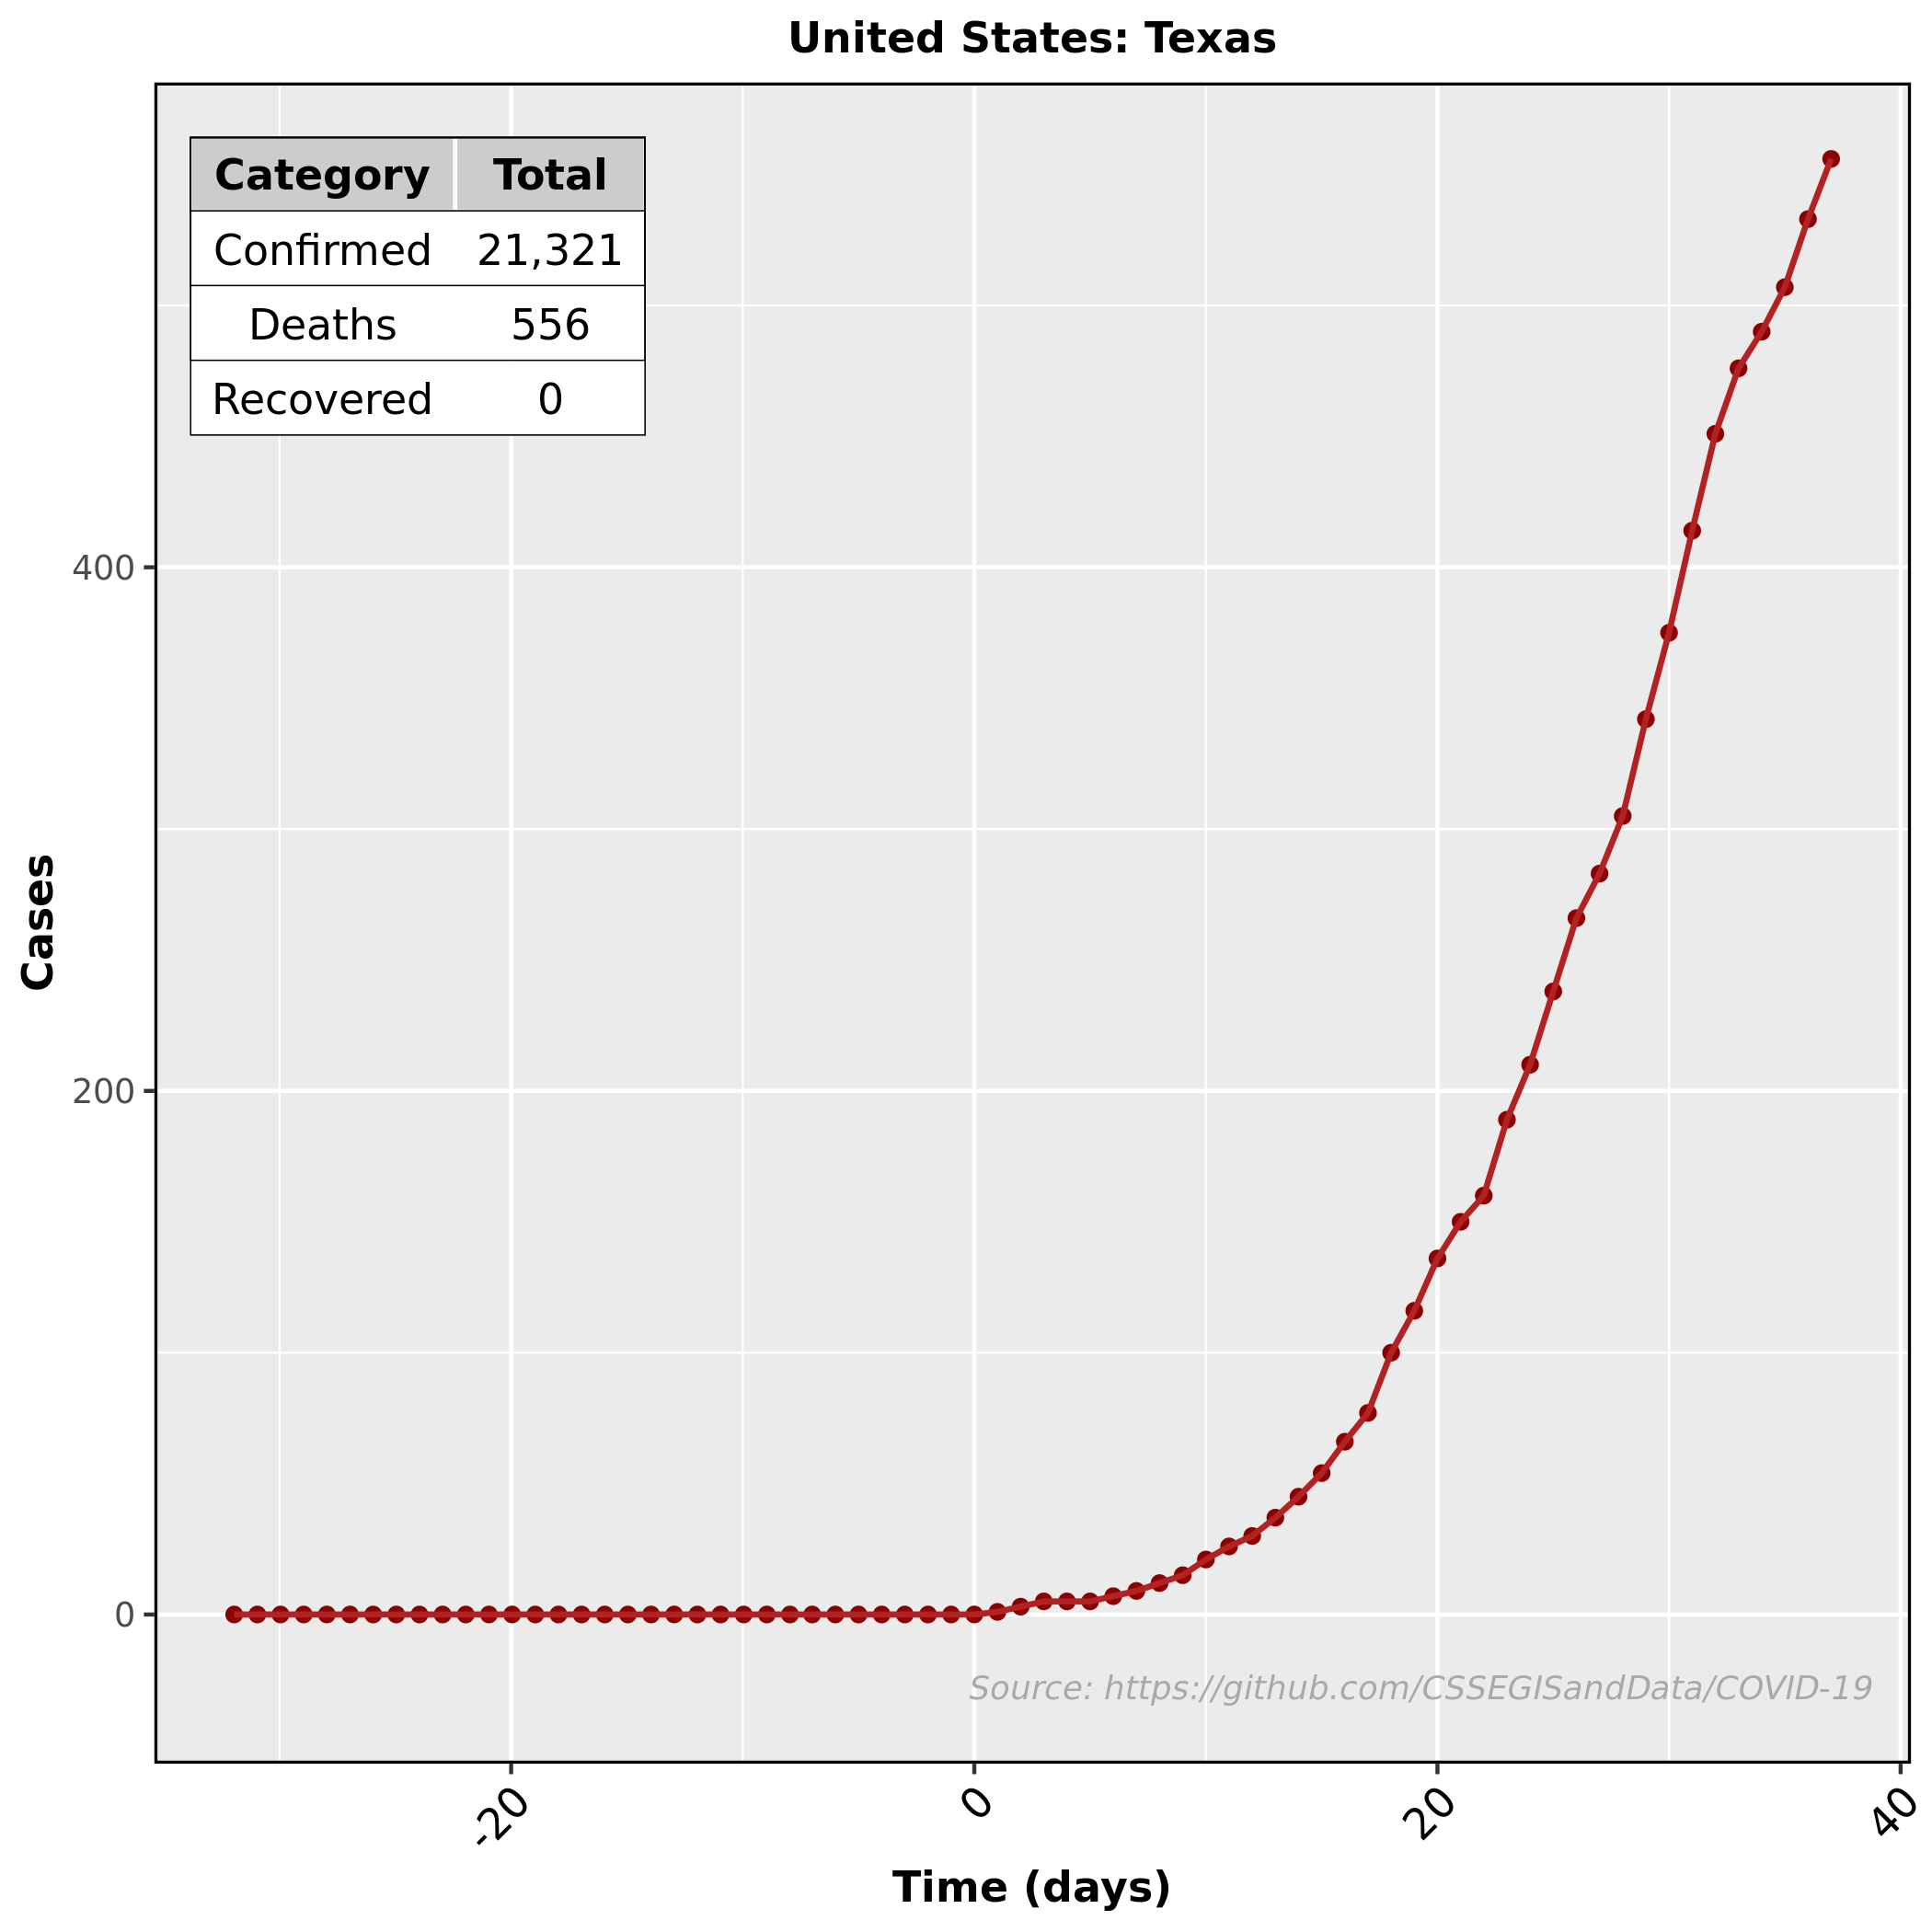 United States: Texas
Category Total
Confirmed 21,321
Deaths 556
Recovered 0
400
200
0
Cases
Source: https://github.com/CSSEGISandData/COVID-19
-20 0 20 40
Time (days)